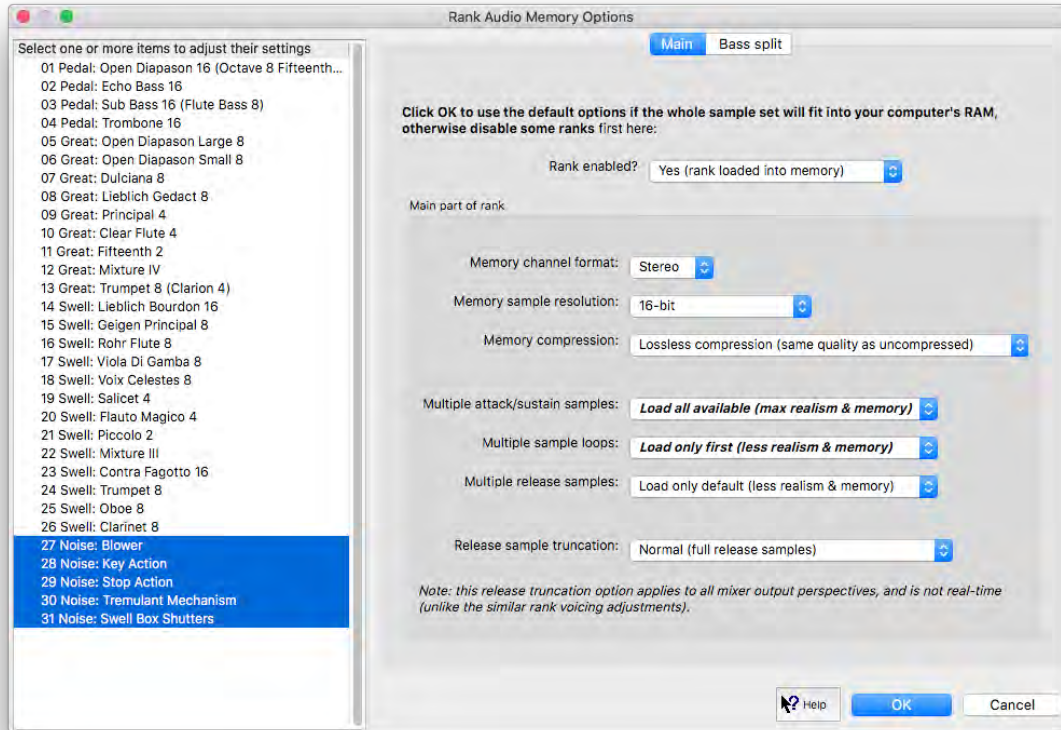 Rank Audio Memory Options
Select one or more items to adjust their settings
01 Pedal: Open Diapason 16 (Octave 8 Fifteenth...
02 Pedal: Echo Bass 16
03 Pedal: Sub Bass 16 (Flute Bass 8)
04 Pedal: Trombone 16
05 Great: Open Diapason Large 8
06 Great: Open Diapason Small 8
07 Great: Dulciana 8
08 Great: Lieblich Gedact 8
09 Great: Principal 4
10 Great: Clear Flute 4
11 Great: Fifteenth 2
12 Great: Mixture IV
13 Great: Trumpet 8 (Clarion 4)
14 Swell: Lieblich Bourdon 16
15 Swell: Geigen Principal 8
16 Swell: Rohr Flute 8
17 Swell: Viola Di Gamba 8
18 Swell: Voix Celestes 8
19 Swell: Salicet 4
20 Swell: Flauto Magico 4
21 Swell: Piccolo 2
22 Swell: Mixture III
23 Swell: Contra Fagotto 16
24 Swell: Trumpet 8
25 Swell: Oboe 8
26 Swell: Clarinet 8
27 Noise: Blower
28 Noise: Key Action
29 Noise: Stop Action
30 Noise: Tremulant Mechanism
31 Noise: Swell Box Shutters
Main Bass split
Click OK to use the default options if the whole sample set will fit into your computer's RAM,
otherwise disable some ranks first here:
Rank enabled? Yes (rank loaded into memory)
Main part of rank
Memory channel format: Stereo
Memory sample resolution: 16-bit
Memory compression: Lossless compression (same quality as uncompressed)
Multiple attack/sustain samples: Load all available (max realism & memory)
Multiple sample loops: Load only first (less realism & memory)
Multiple release samples: Load only default (less realism & memory)
Release sample truncation: Normal (full release samples)
Note: this release truncation option applies to all mixer output perspectives, and is not real-time
(unlike the similar rank voicing adjustments).
? Help OK Cancel